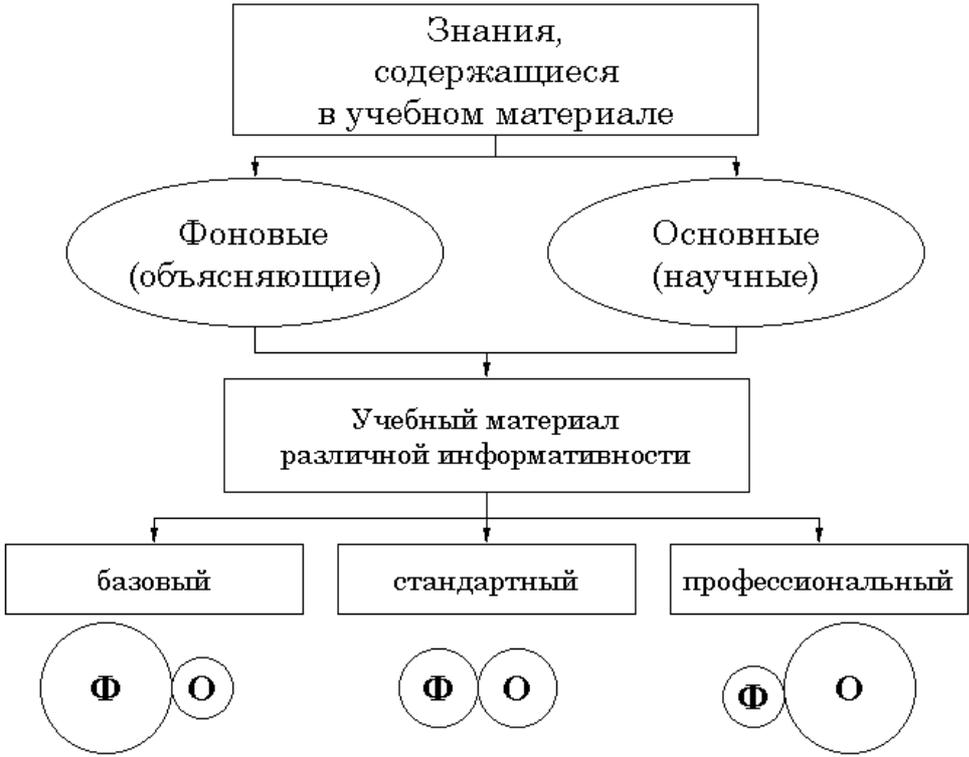 Знания,
содержащиеся
в учебном материале
Фоновые
(объясняющие)
Основные
(научные)
Учебный материал
различной информативности
базовый
стандартный
профессиональный
Ф О
Ф О
Ф О